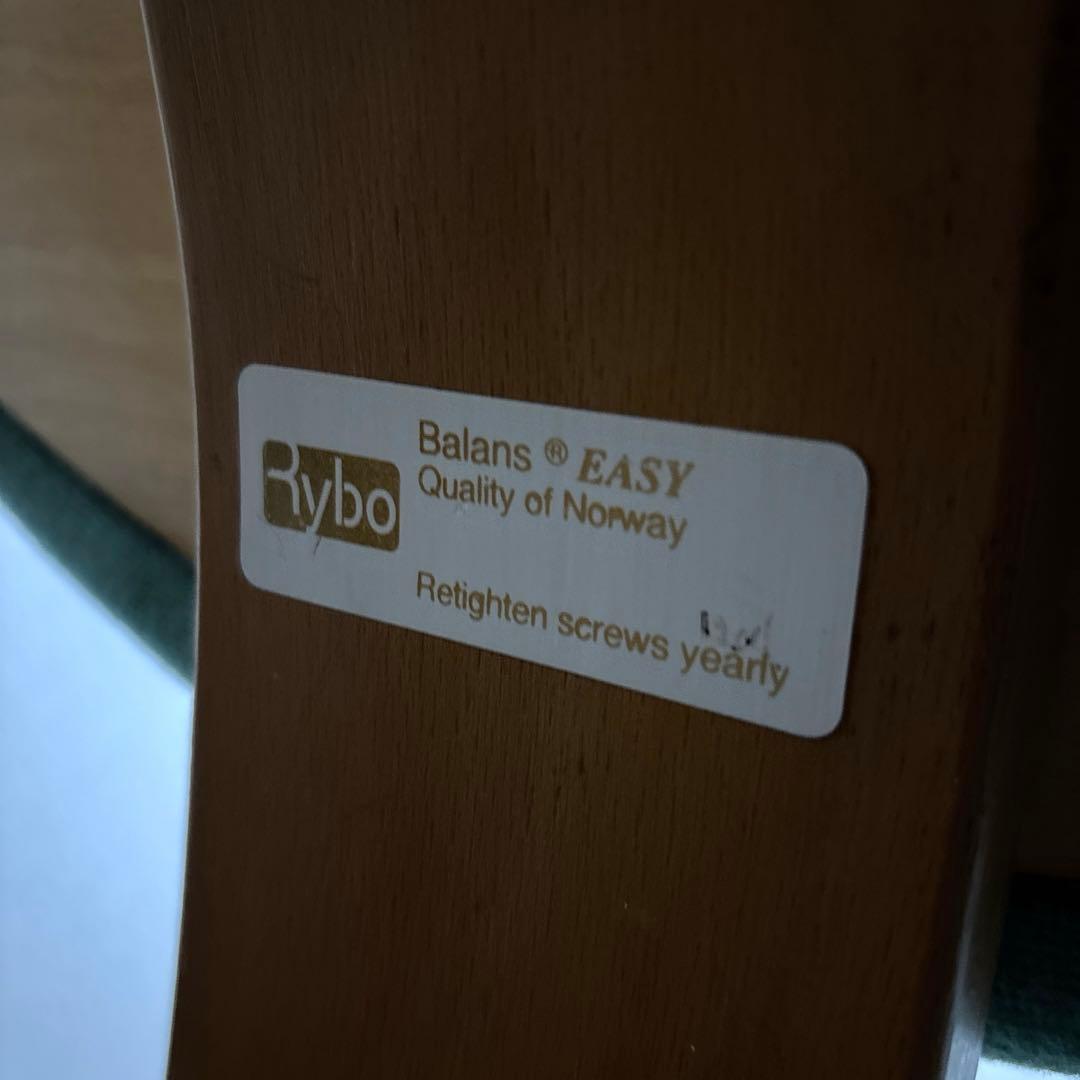 Rybo
Balans ® EASY
Quality of Norway
Retighten screws yearly